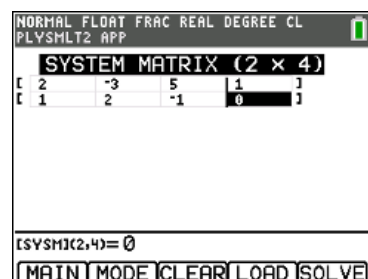 NORMAL FLOAT FRAC REAL DEGREE CL
PLYSMLT2 APP
SYSTEM MATRIX (2 × 4)
[ 2 -3 5 1 ]
[ 1 2 -1 0 ]
[SYSM](2,4)= 0
MAIN MODE CLEAR LOAD SOLVE